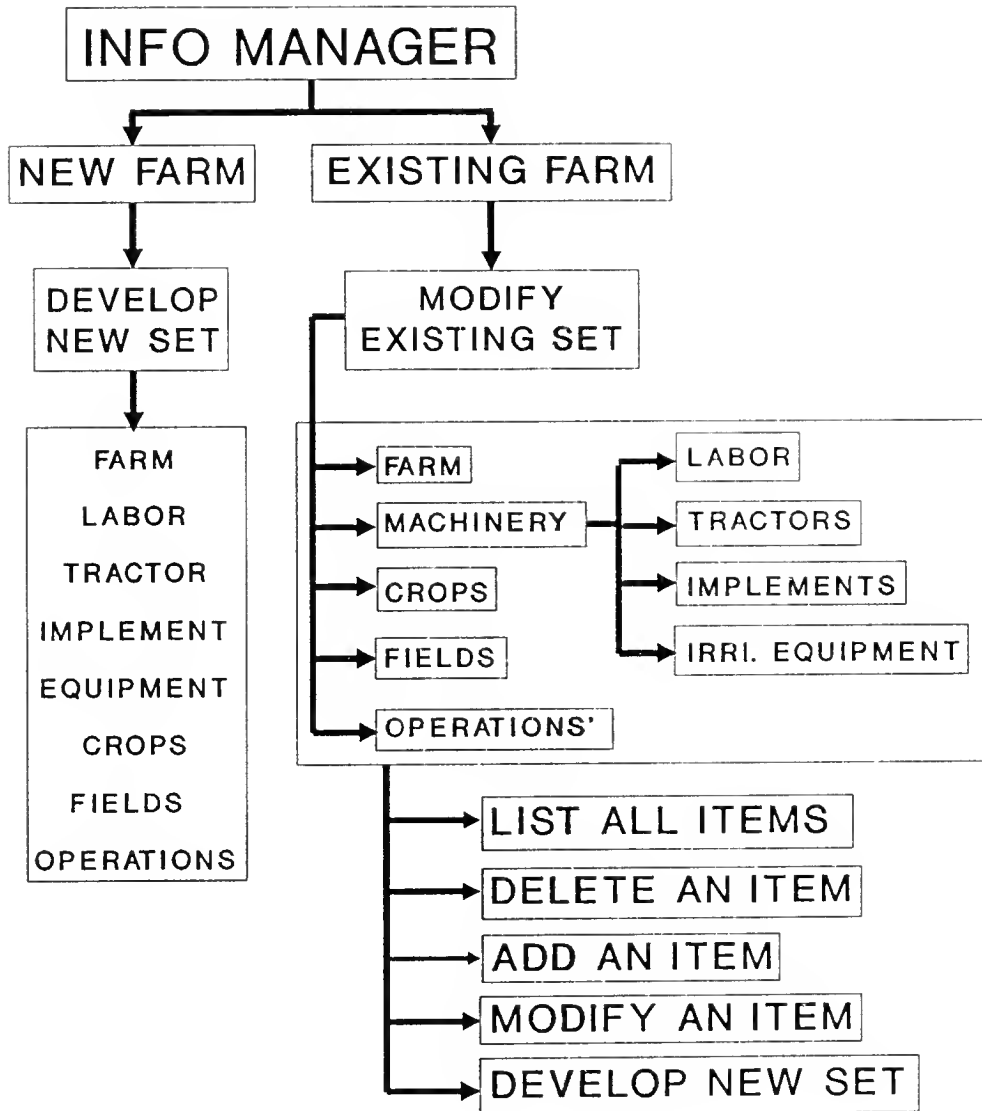 INFO MANAGER
NEW FARM
EXISTING FARM
DEVELOP
NEW SET
MODIFY
EXISTING SET
FARM
LABOR
TRACTOR
IMPLEMENT
EQUIPMENT
CROPS
FIELDS
OPERATIONS
FARM
MACHINERY
CROPS
FIELDS
OPERATIONS'
LABOR
TRACTORS
IMPLEMENTS
IRRI. EQUIPMENT
LIST ALL ITEMS
DELETE AN ITEM
ADD AN ITEM
MODIFY AN ITEM
DEVELOP NEW SET